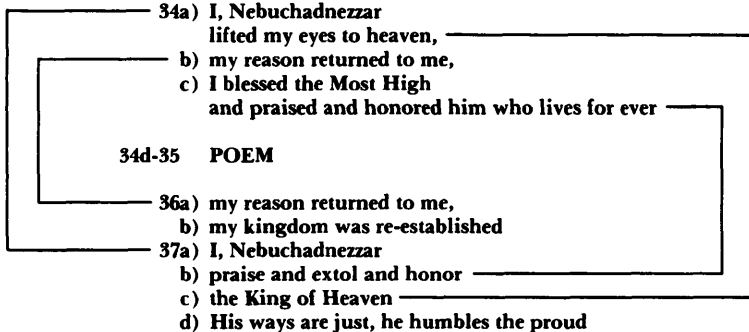 34a) I, Nebuchadnezzar
lifted my eyes to heaven,
b) my reason returned to me,
c) I blessed the Most High
and praised and honored him who lives for ever
34d-35 POEM
36a) my reason returned to me,
b) my kingdom was re-established
37a) I, Nebuchadnezzar
b) praise and extol and honor
c) the King of Heaven
d) His ways are just, he humbles the proud